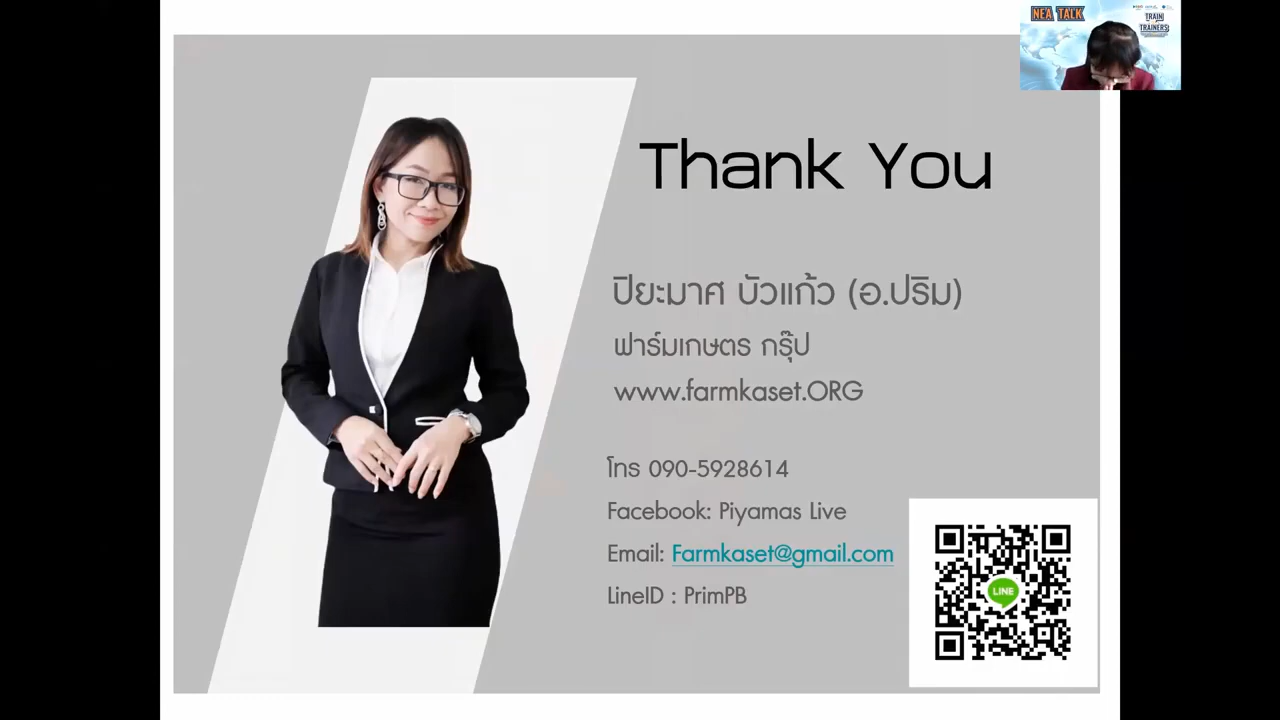 NEA TALK
TRAIN
TRAINERS
Thank You
ปิยะมาศ บัวแก้ว (อ.ปริม)
ฟาร์มเกษตร กรุ๊ป
www.farmkaset.ORG
โทร 090-5928614
Facebook: Piyamas Live
Email: Farmkaset@gmail.com
LineID : PrimPB
LINE